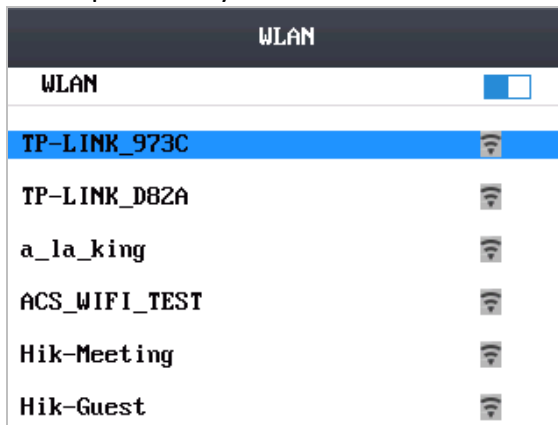 WLAN
WLAN
TP-LINK_973C
TP-LINK_D82A
a_la_king
ACS_WIFI_TEST
Hik-Meeting
Hik-Guest